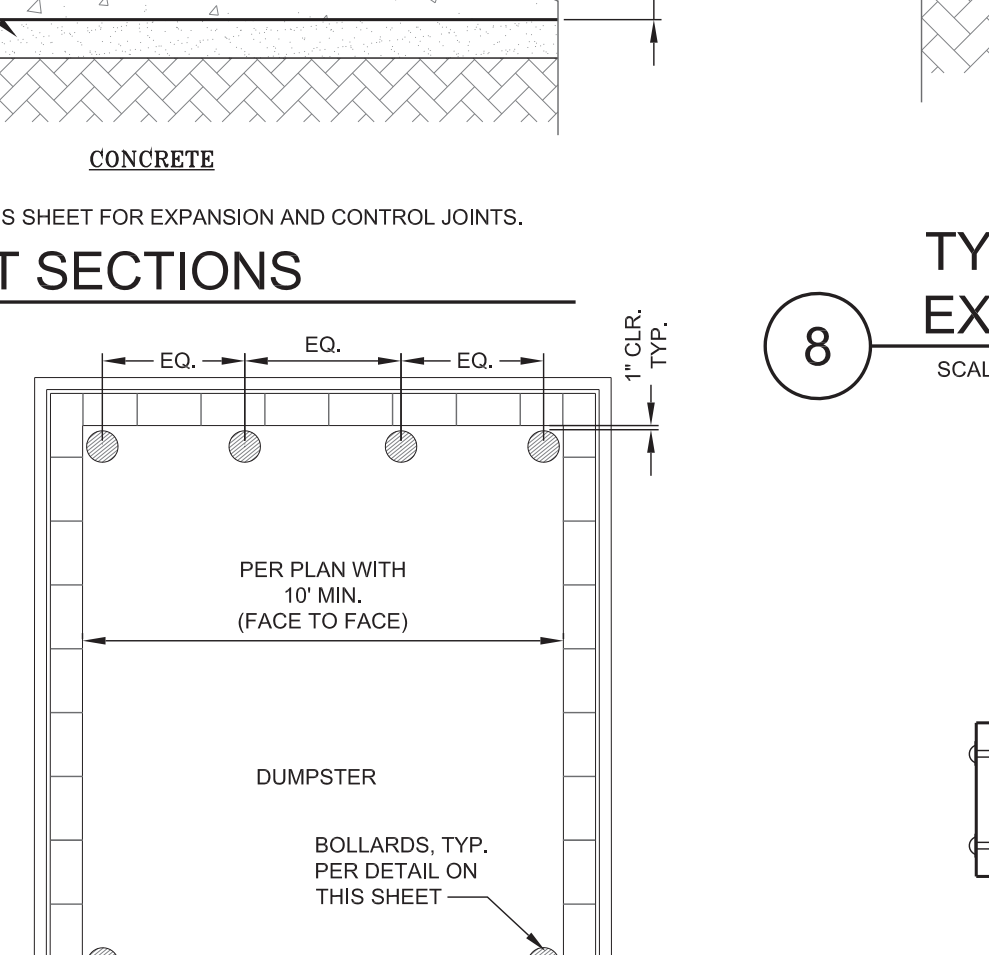 CONCRETE
S SHEET FOR EXPANSION AND CONTROL JOINTS.
T SECTIONS
EQ.
EQ.
EQ.
1" CLR.
TYP.
TY
EX
8
SCAL
PER PLAN WITH
10' MIN.
(FACE TO FACE)
DUMPSTER
BOLLARDS, TYP.
PER DETAIL ON
THIS SHEET